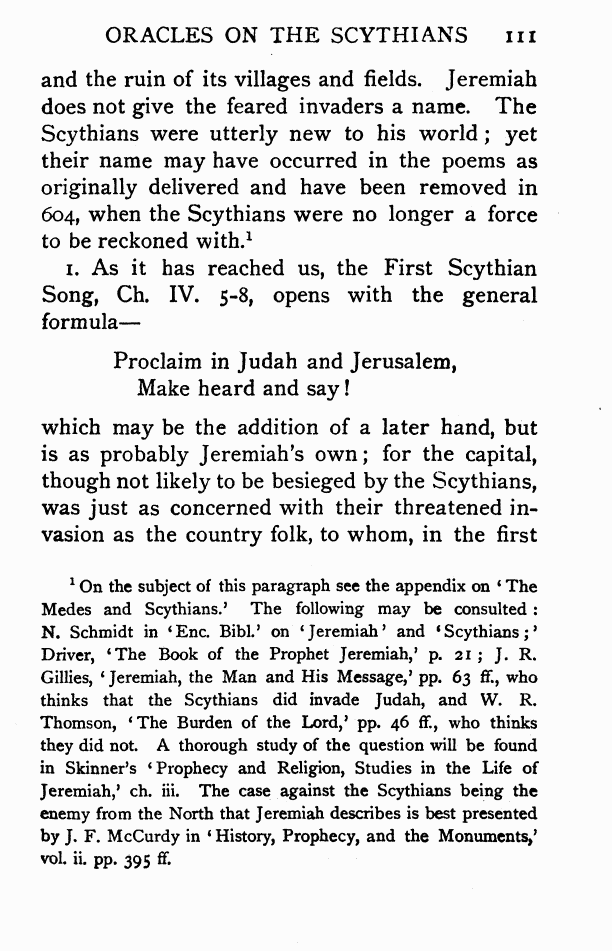 ORACLES ON THE SCYTHIANS 111
and the ruin of its villages and fields. Jeremiah
does not give the feared invaders a name. The
Scythians were utterly new to his world ; yet
their name may have occurred in the poems as
originally delivered and have been removed in
604, when the Scythians were no longer a force
to be reckoned with.¹
1. As it has reached us, the First Scythian
Song, Ch. IV. 5-8, opens with the general
formula—
Proclaim in Judah and Jerusalem,
Make heard and say!
which may be the addition of a later hand, but
is as probably Jeremiah's own ; for the capital,
though not likely to be besieged by the Scythians,
was just as concerned with their threatened in-
vasion as the country folk, to whom, in the first
¹ On the subject of this paragraph see the appendix on ‘ The
Medes and Scythians.’ The following may be consulted :
N. Schmidt in ‘Enc. Bibl.’ on ‘Jeremiah’ and ‘Scythians ;’
Driver, ‘The Book of the Prophet Jeremiah,’ p. 21 ; J. R.
Gillies, ‘Jeremiah, the Man and His Message,’ pp. 63 ff., who
thinks that the Scythians did invade Judah, and W. R.
Thomson, ‘The Burden of the Lord,’ pp. 46 ff., who thinks
they did not. A thorough study of the question will be found
in Skinner's ‘Prophecy and Religion, Studies in the Life of
Jeremiah,’ ch. iii. The case against the Scythians being the
enemy from the North that Jeremiah describes is best presented
by J. F. McCurdy in ‘History, Prophecy, and the Monuments,’
vol. ii. pp. 395 ff.